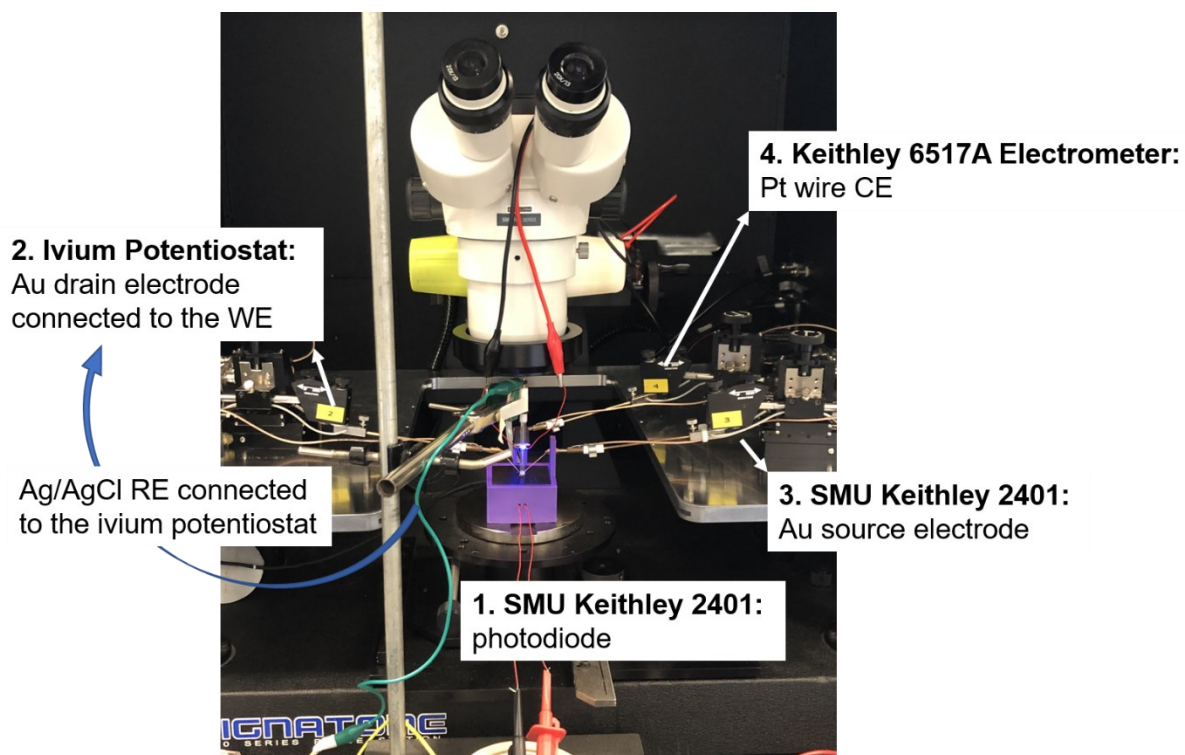 4. Keithley 6517A Electrometer:
Pt wire CE
2. Ivium Potentiostat:
Au drain electrode
connected to the WE
2
4
3
Ag/AgCl RE connected
to the ivium potentiostat
3. SMU Keithley 2401:
Au source electrode
1. SMU Keithley 2401:
photodiode
IGNATONE